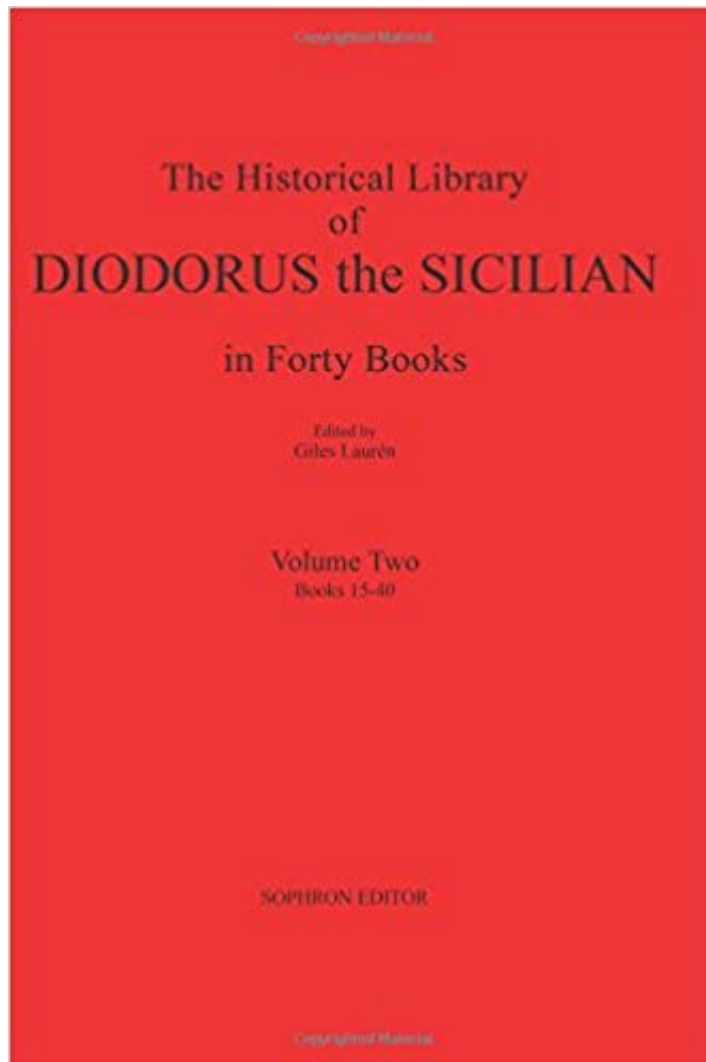 Copyrighted Material
The Historical Library
of
DIODORUS the SICILIAN
in Forty Books
Edited by
Giles Laurén
Volume Two
Books 15-40
SOPHRON EDITOR
Copyrighted Material